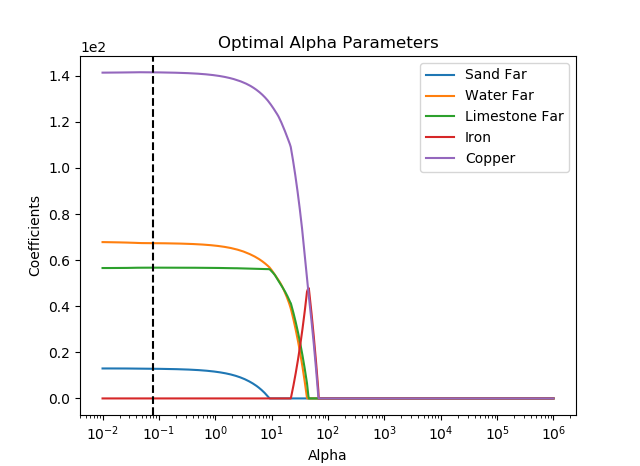 Optimal Alpha Parameters
1e2
1.4
1.2
1.0
0.8
0.6
0.4
0.2
0.0
Coefficients
Sand Far
Water Far
Limestone Far
Iron
Copper
10⁻² 10⁻¹ 10⁰ 10¹ 10² 10³ 10⁴ 10⁵ 10⁶
Alpha